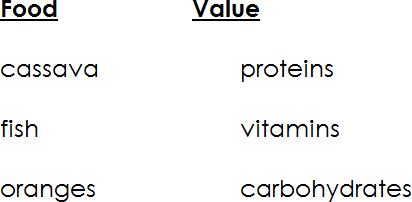 Food Value
cassava proteins
fish vitamins
oranges carbohydrates